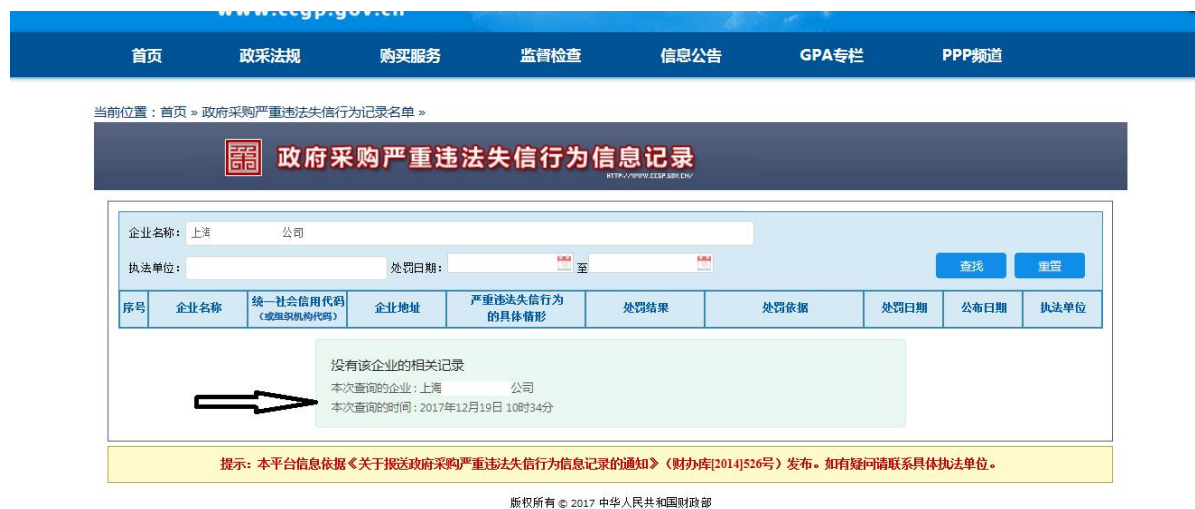 www.ccgp.gov.cn
首页 政采法规 购买服务 监督检查 信息公告 GPA专栏 PPP频道
当前位置：首页 » 政府采购严重违法失信行为记录名单 »
政府采购严重违法失信行为信息记录
HTTP://WWW.CCGP.GOV.CN/
企业名称： 上海 公司
执法单位： 处罚日期： 至 查找 重置
序号 企业名称 统一社会信用代码 （或组织机构代码） 企业地址 严重违法失信行为 的具体情形 处罚结果 处罚依据 处罚日期 公布日期 执法单位
没有该企业的相关记录
本次查询的企业：上海 公司
本次查询的时间：2017年12月19日 10时34分
提示：本平台信息依据《关于报送政府采购严重违法失信行为信息记录的通知》（财办库[2014]526号）发布。如有疑问请联系具体执法单位。
版权所有 © 2017 中华人民共和国财政部